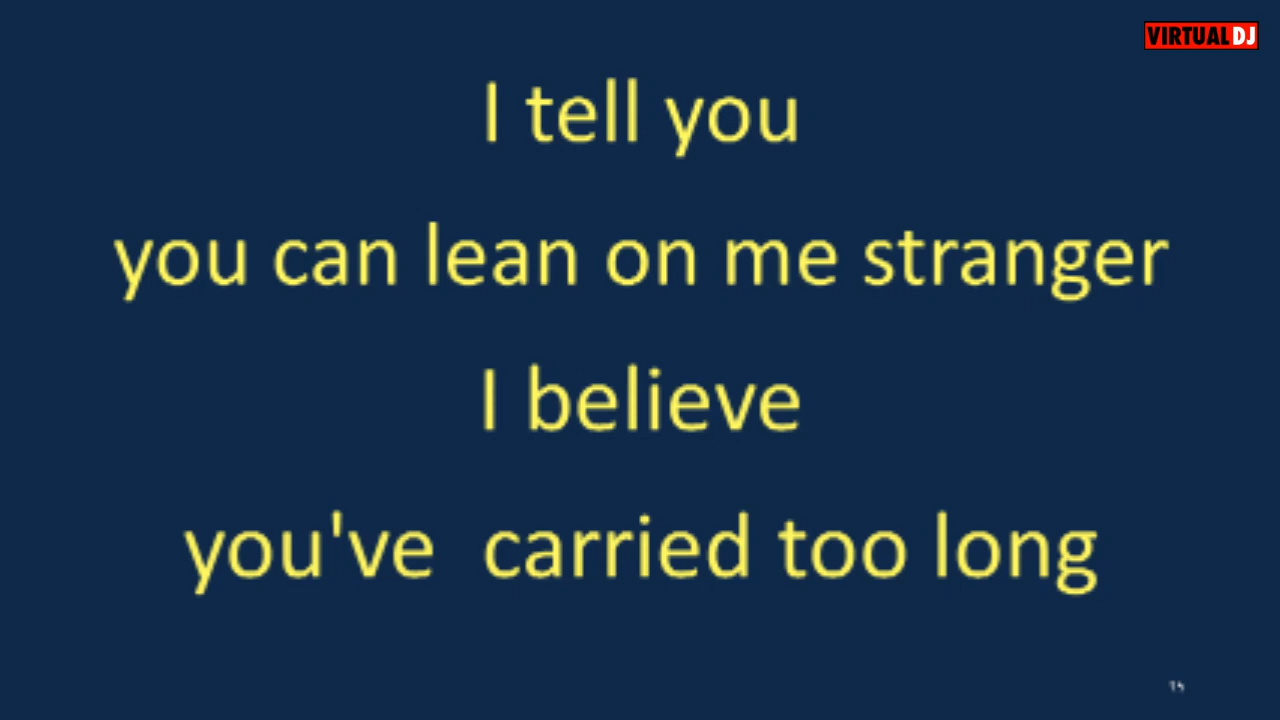 VIRTUAL DJ
I tell you
you can lean on me stranger
I believe
you've  carried too long